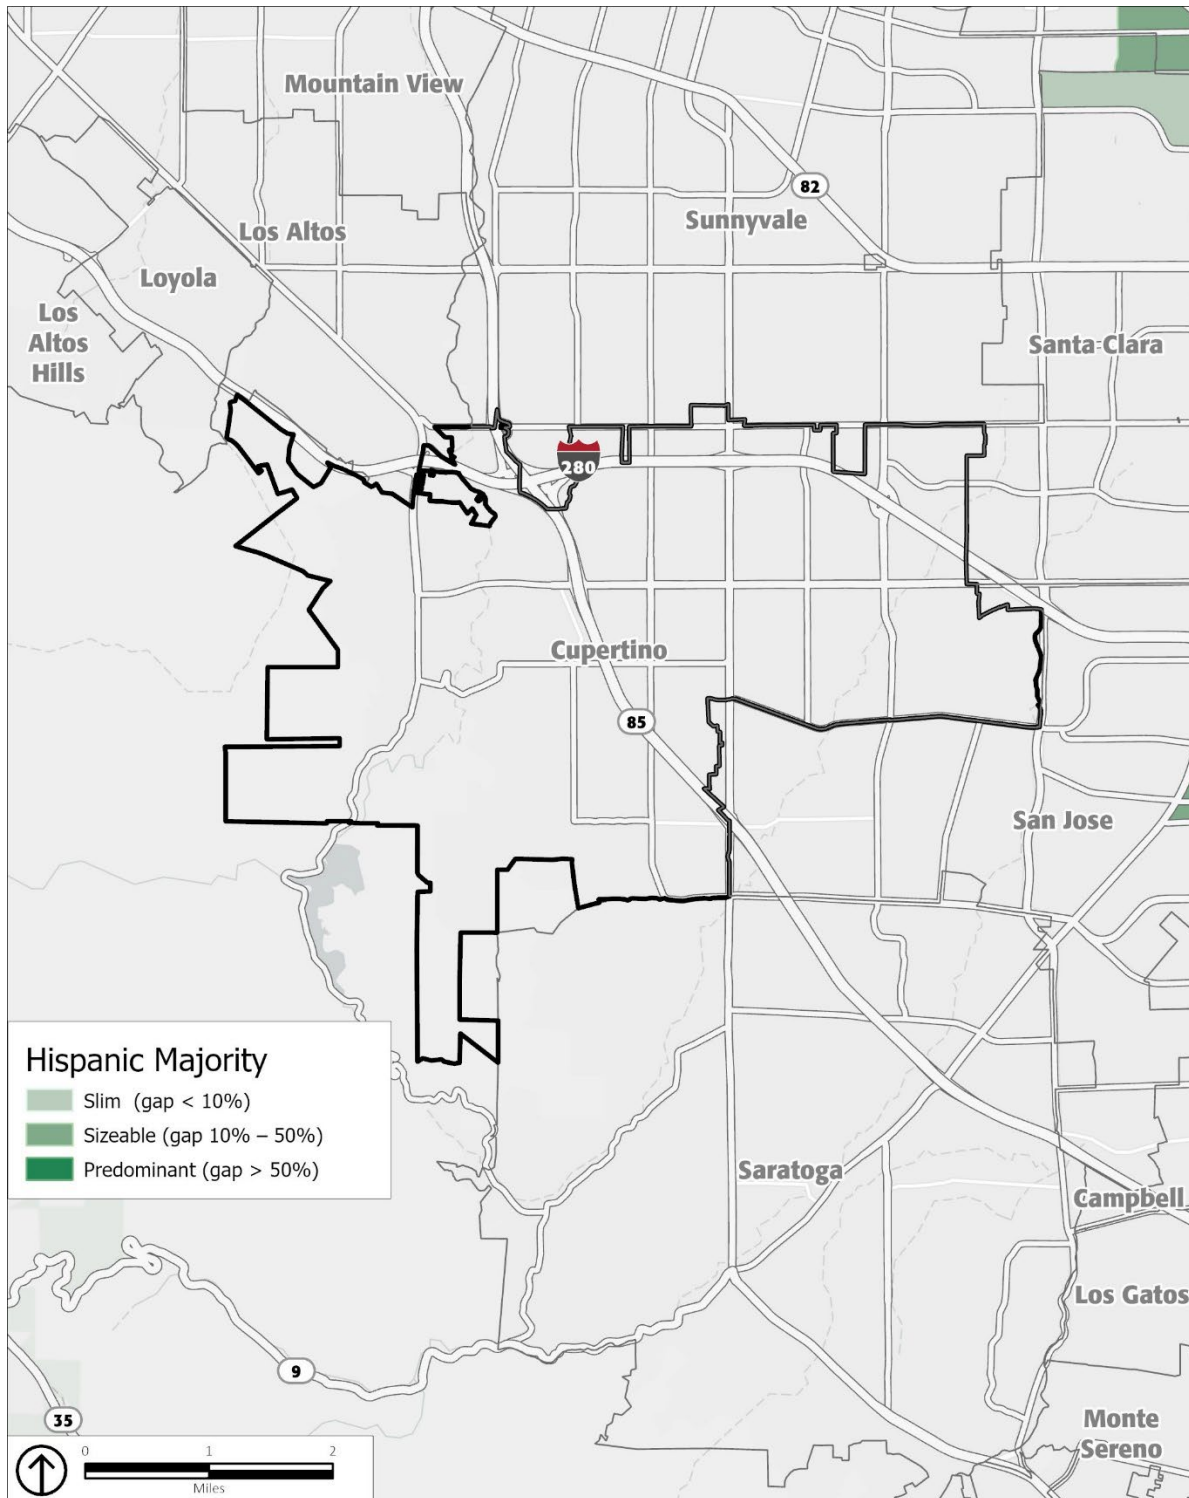 Mountain View
82
Sunnyvale
Los Altos
Loyola
Los
Altos
Hills
Santa Clara
280
Cupertino
85
San Jose
Hispanic Majority
Slim (gap < 10%)
Sizeable (gap 10% – 50%)
Predominant (gap > 50%)
Saratoga
Campbell
Los Gatos
9
35
Monte
Sereno
0 1 2
Miles